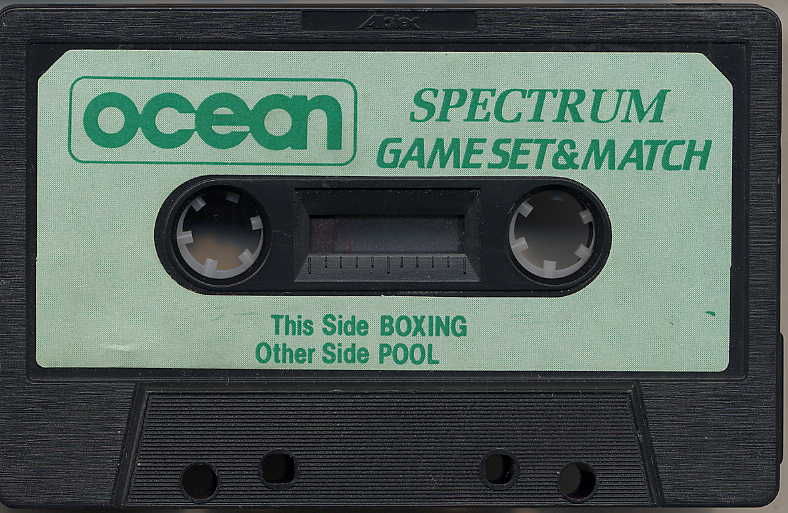 ocean
SPECTRUM
GAME SET & MATCH
This Side BOXING
Other Side POOL